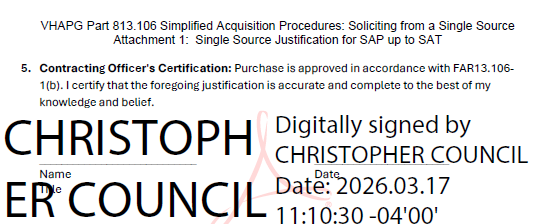 VHAPG Part 813.106 Simplified Acquisition Procedures: Soliciting from a Single Source
Attachment 1:  Single Source Justification for SAP up to SAT
5. Contracting Officer's Certification: Purchase is approved in accordance with FAR13.106-
1(b). I certify that the foregoing justification is accurate and complete to the best of my
knowledge and belief.
CHRISTOPH
ER COUNCIL
Digitally signed by
CHRISTOPHER COUNCIL
Date: 2026.03.17
11:10:30 -04'00'
Name
Date
Title